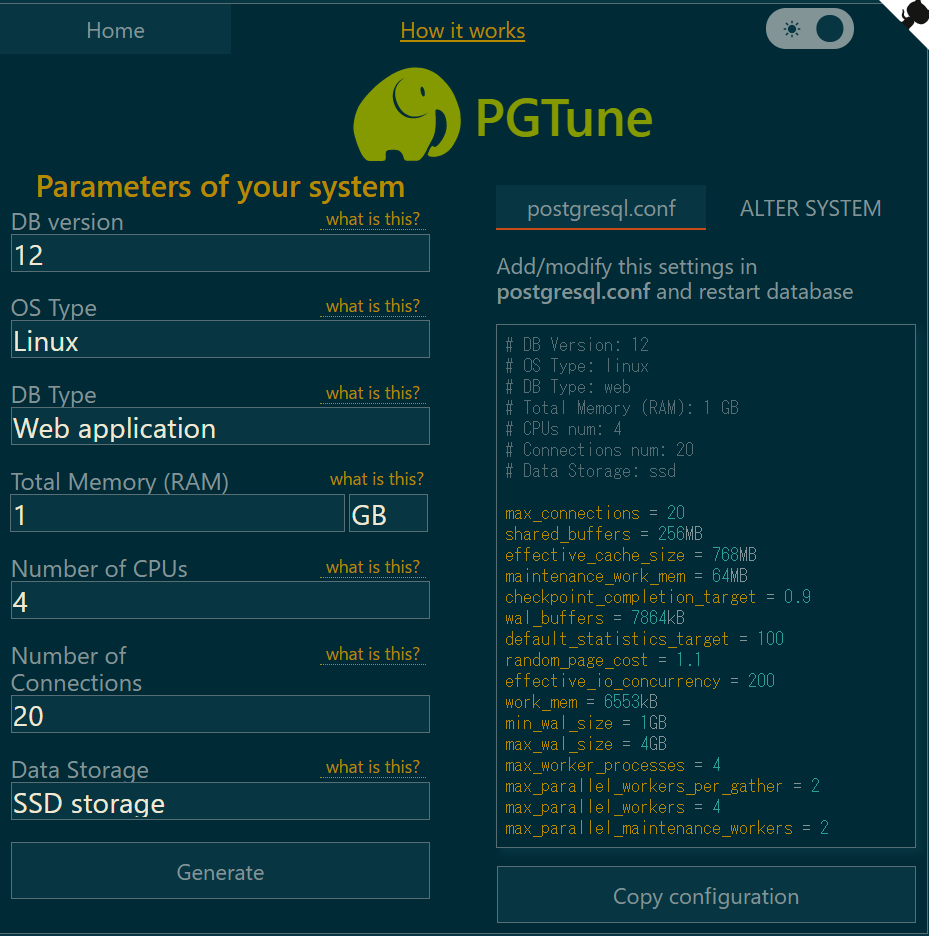 Home
How it works
PGTune
Parameters of your system
DB version
what is this?
12
OS Type
what is this?
Linux
DB Type
what is this?
Web application
Total Memory (RAM)
what is this?
1
GB
Number of CPUs
what is this?
4
Number of
Connections
what is this?
20
Data Storage
what is this?
SSD storage
Generate
postgresql.conf
ALTER SYSTEM
Add/modify this settings in
postgresql.conf and restart database
# DB Version: 12
# OS Type: linux
# DB Type: web
# Total Memory (RAM): 1 GB
# CPUs num: 4
# Connections num: 20
# Data Storage: ssd
max_connections = 20
shared_buffers = 256MB
effective_cache_size = 768MB
maintenance_work_mem = 64MB
checkpoint_completion_target = 0.9
wal_buffers = 7864kB
default_statistics_target = 100
random_page_cost = 1.1
effective_io_concurrency = 200
work_mem = 6553kB
min_wal_size = 1GB
max_wal_size = 4GB
max_worker_processes = 4
max_parallel_workers_per_gather = 2
max_parallel_workers = 4
max_parallel_maintenance_workers = 2
Copy configuration